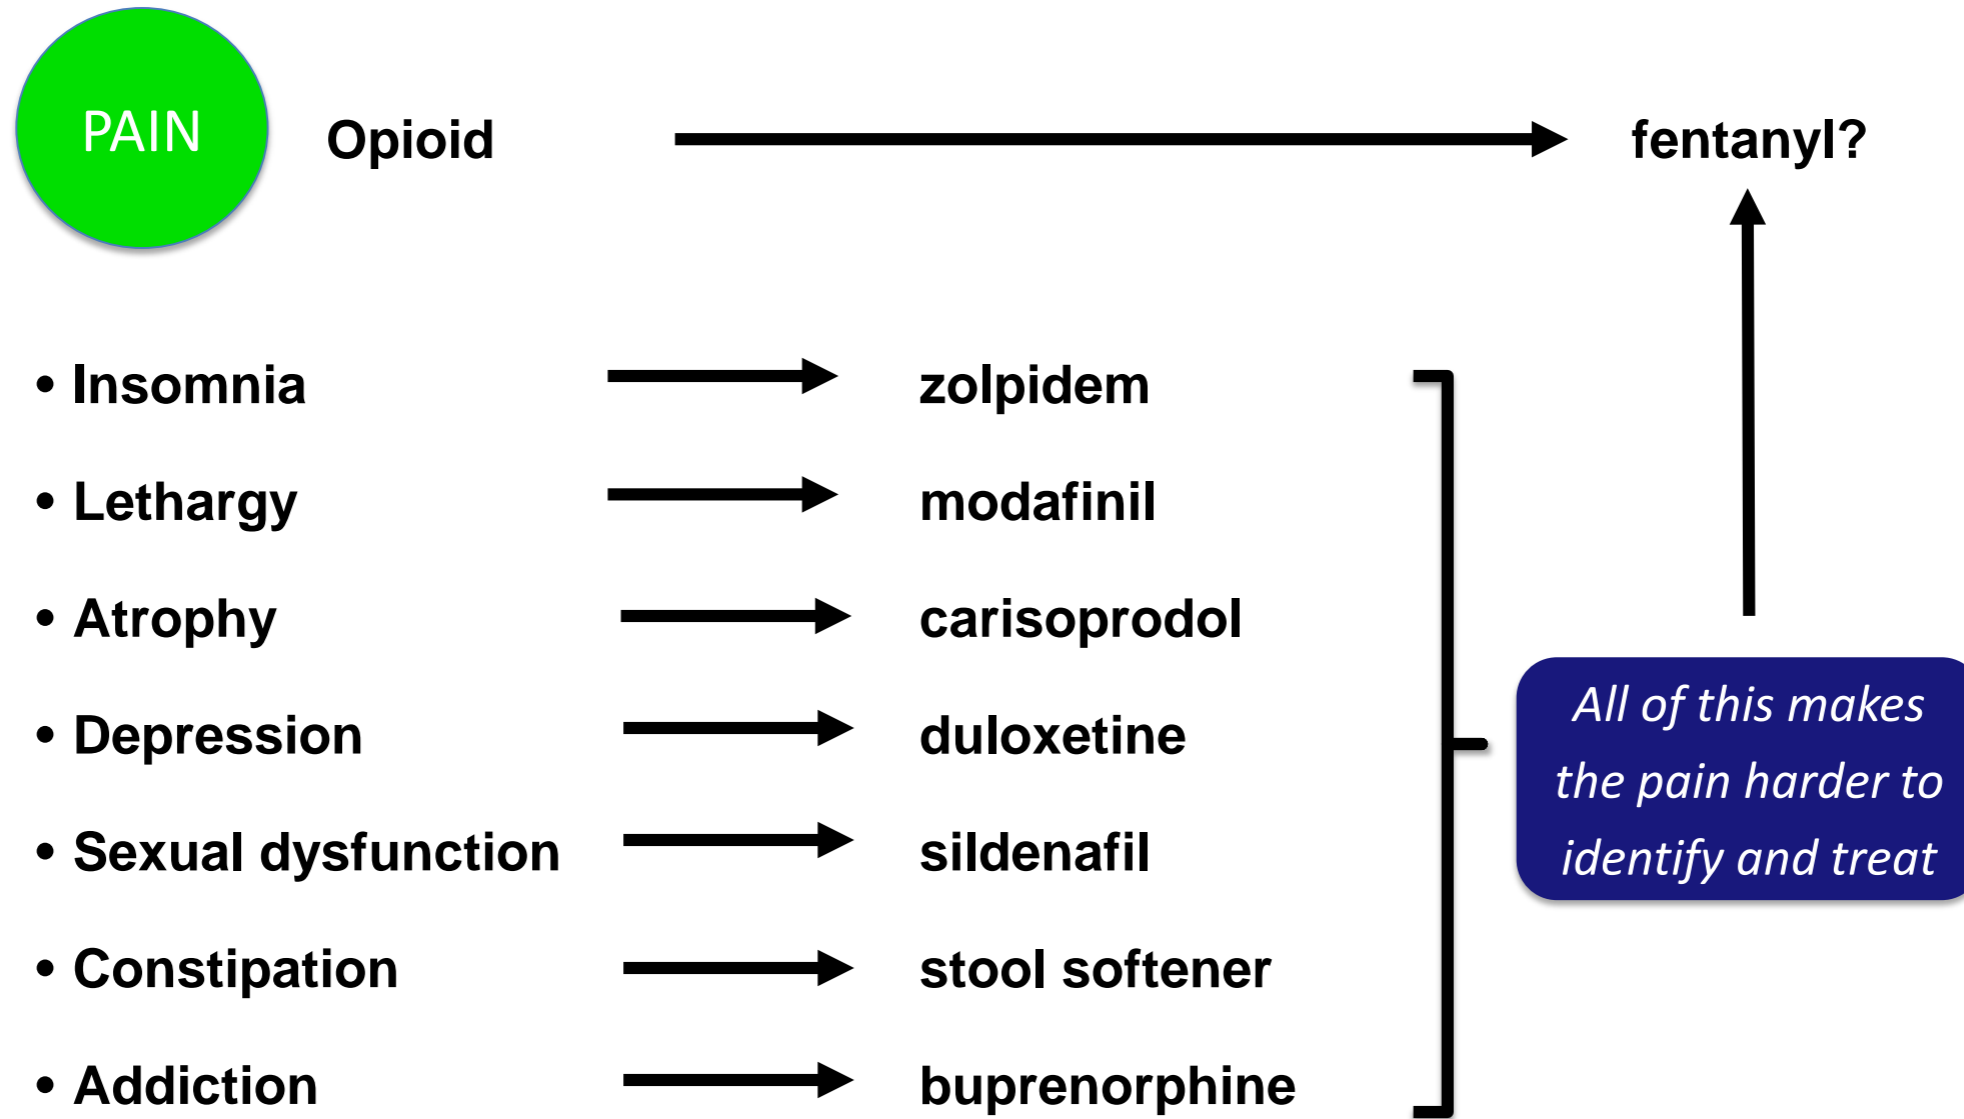 PAIN
Opioid
fentanyl?
• Insomnia
zolpidem
• Lethargy
modafinil
• Atrophy
carisoprodol
• Depression
duloxetine
• Sexual dysfunction
sildenafil
• Constipation
stool softener
• Addiction
buprenorphine
All of this makes
the pain harder to
identify and treat